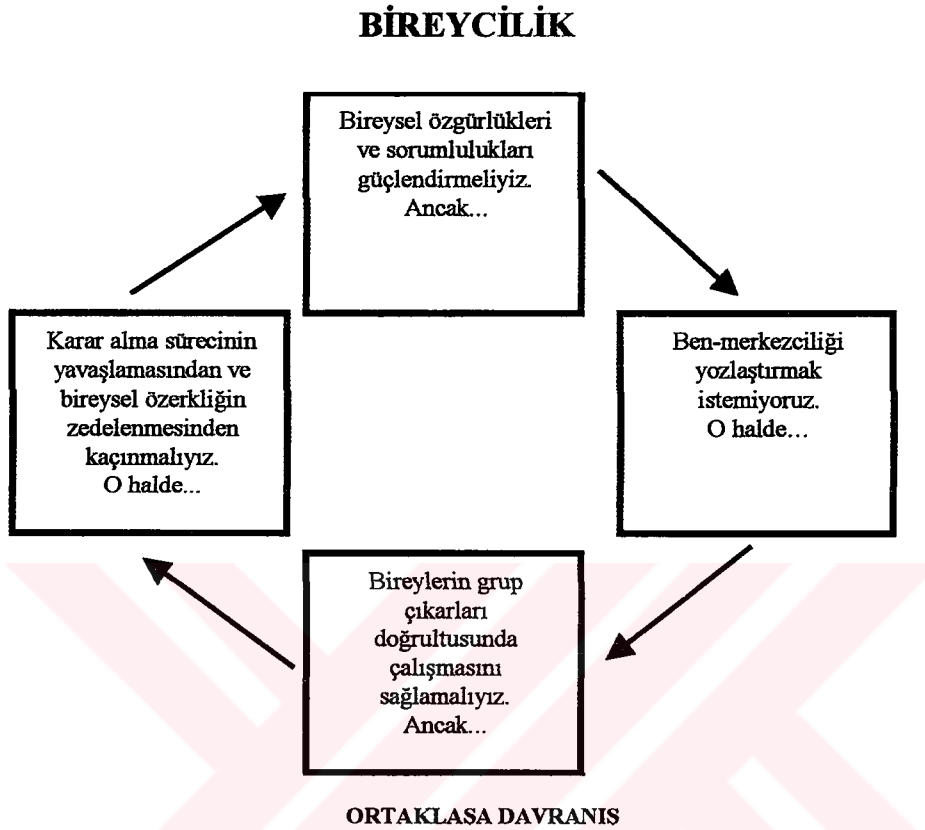 BİREYCİLİK
Bireysel özgürlükleri
ve sorumlulukları
güçlendirmeliyiz.
Ancak...
Karar alma sürecinin
yavaşlamasından ve
bireysel özerkliğin
zedelenmesinden
kaçınmalıyız.
O halde...
Ben-merkezciliği
yozlaştırmak
istemiyoruz.
O halde...
Bireylerin grup
çıkarları
doğrultusunda
çalışmasını
sağlamalıyız.
Ancak...
ORTAKLASA DAVRANIS